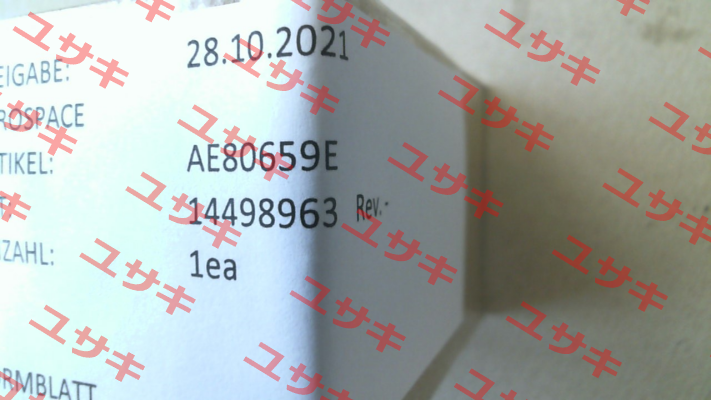 EIGABE: 28.10.2021
ROSPACE
TIKEL: AE80659E
14498963 Rev.-
ZAHL: 1ea
RMBLATT
ユサキ